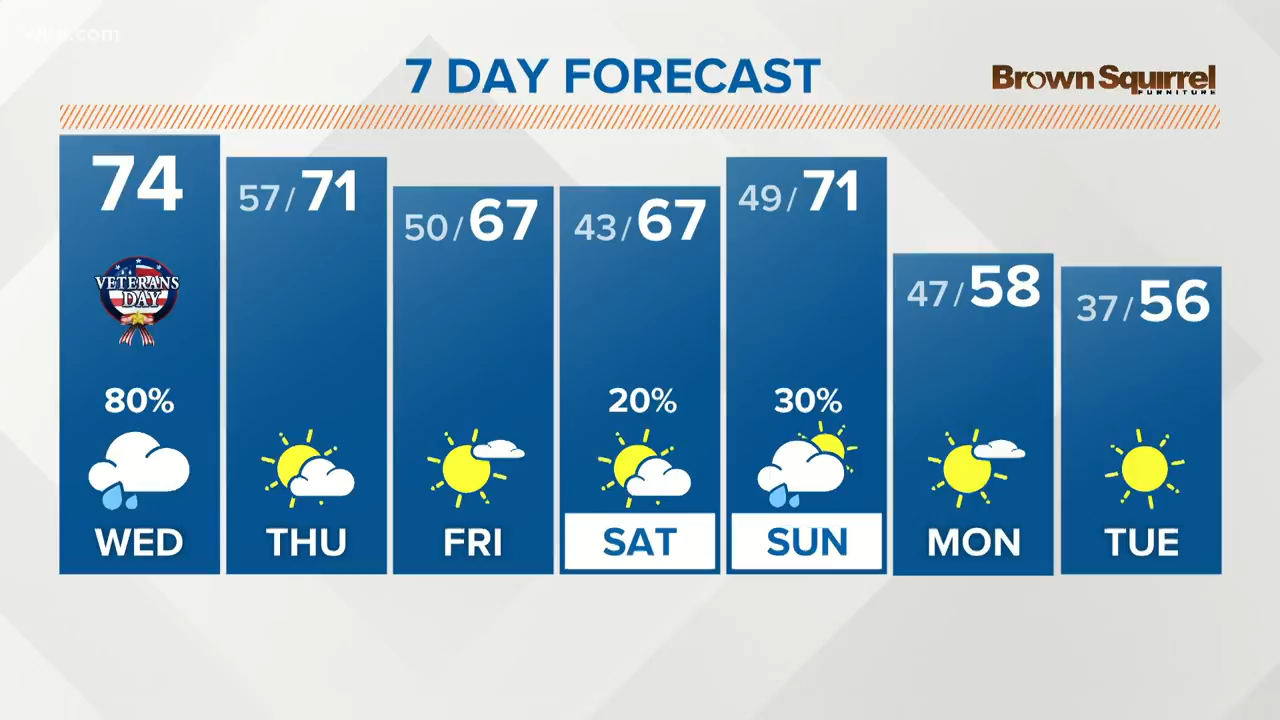 7 DAY FORECAST
Brown Squirrel
FURNITURE
74
57/71
50/67
43/67
49/71
47/58
37/56
VETERANS
DAY
80%
20%
30%
WED
THU
FRI
SAT
SUN
MON
TUE